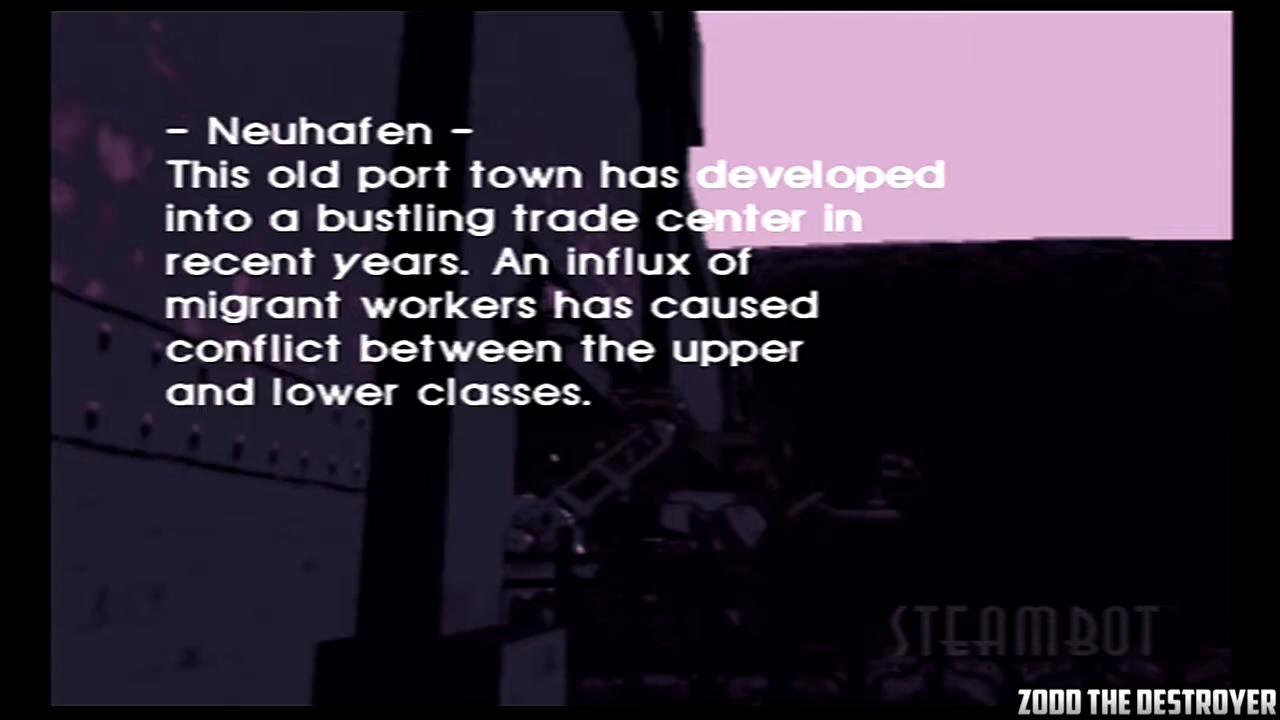 - Neuhafen -
This old port town has developed
into a bustling trade center in
recent years. An influx of
migrant workers has caused
conflict between the upper
and lower classes.
STEAMBOT
ZODD THE DESTROYER